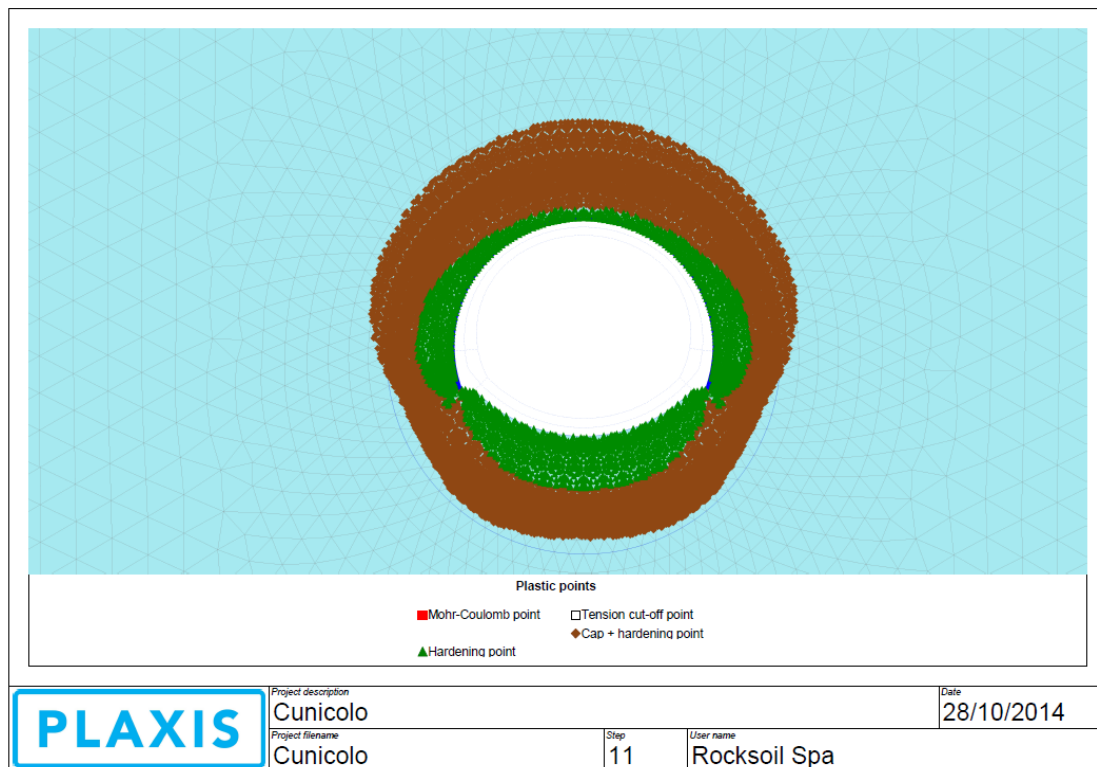 Plastic points
Mohr-Coulomb point Tension cut-off point
Cap + hardening point
Hardening point
PLAXIS
Project description
Cunicolo
Date
28/10/2014
Project filename
Cunicolo
Step
11
User name
Rocksoil Spa